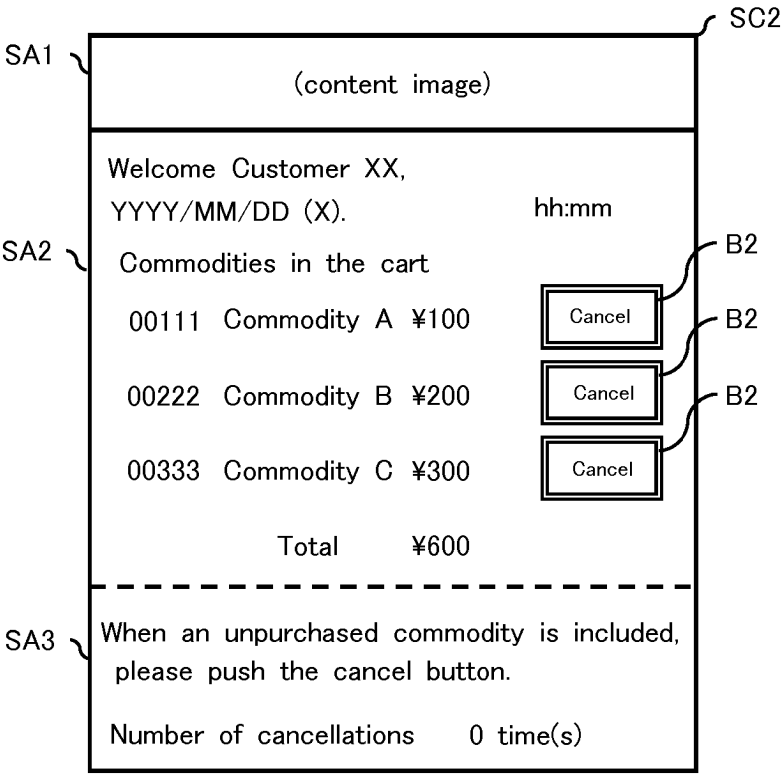 SC2
SA1
(content image)
Welcome Customer XX,
YYYY/MM/DD (X). hh:mm
SA2
Commodities in the cart
B2
00111 Commodity A ¥100 Cancel
B2
00222 Commodity B ¥200 Cancel
B2
00333 Commodity C ¥300 Cancel
Total ¥600
SA3
When an unpurchased commodity is included,
please push the cancel button.
Number of cancellations 0 time(s)